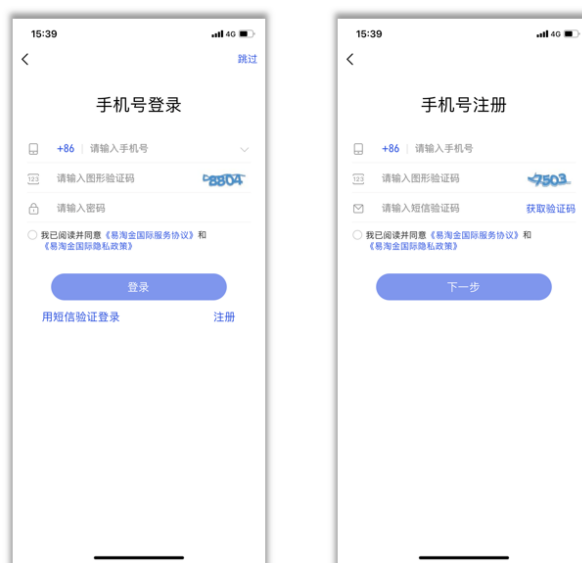 15:39
4G
跳过
手机号登录
+86 请输入手机号
123 请输入图形验证码 8804
请输入密码
我已阅读并同意《易淘金国际服务协议》和
《易淘金国际隐私政策》
登录
用短信验证登录 注册
15:39
4G
手机号注册
+86 请输入手机号
123 请输入图形验证码 7503
请输入短信验证码 获取验证码
我已阅读并同意《易淘金国际服务协议》和
《易淘金国际隐私政策》
下一步